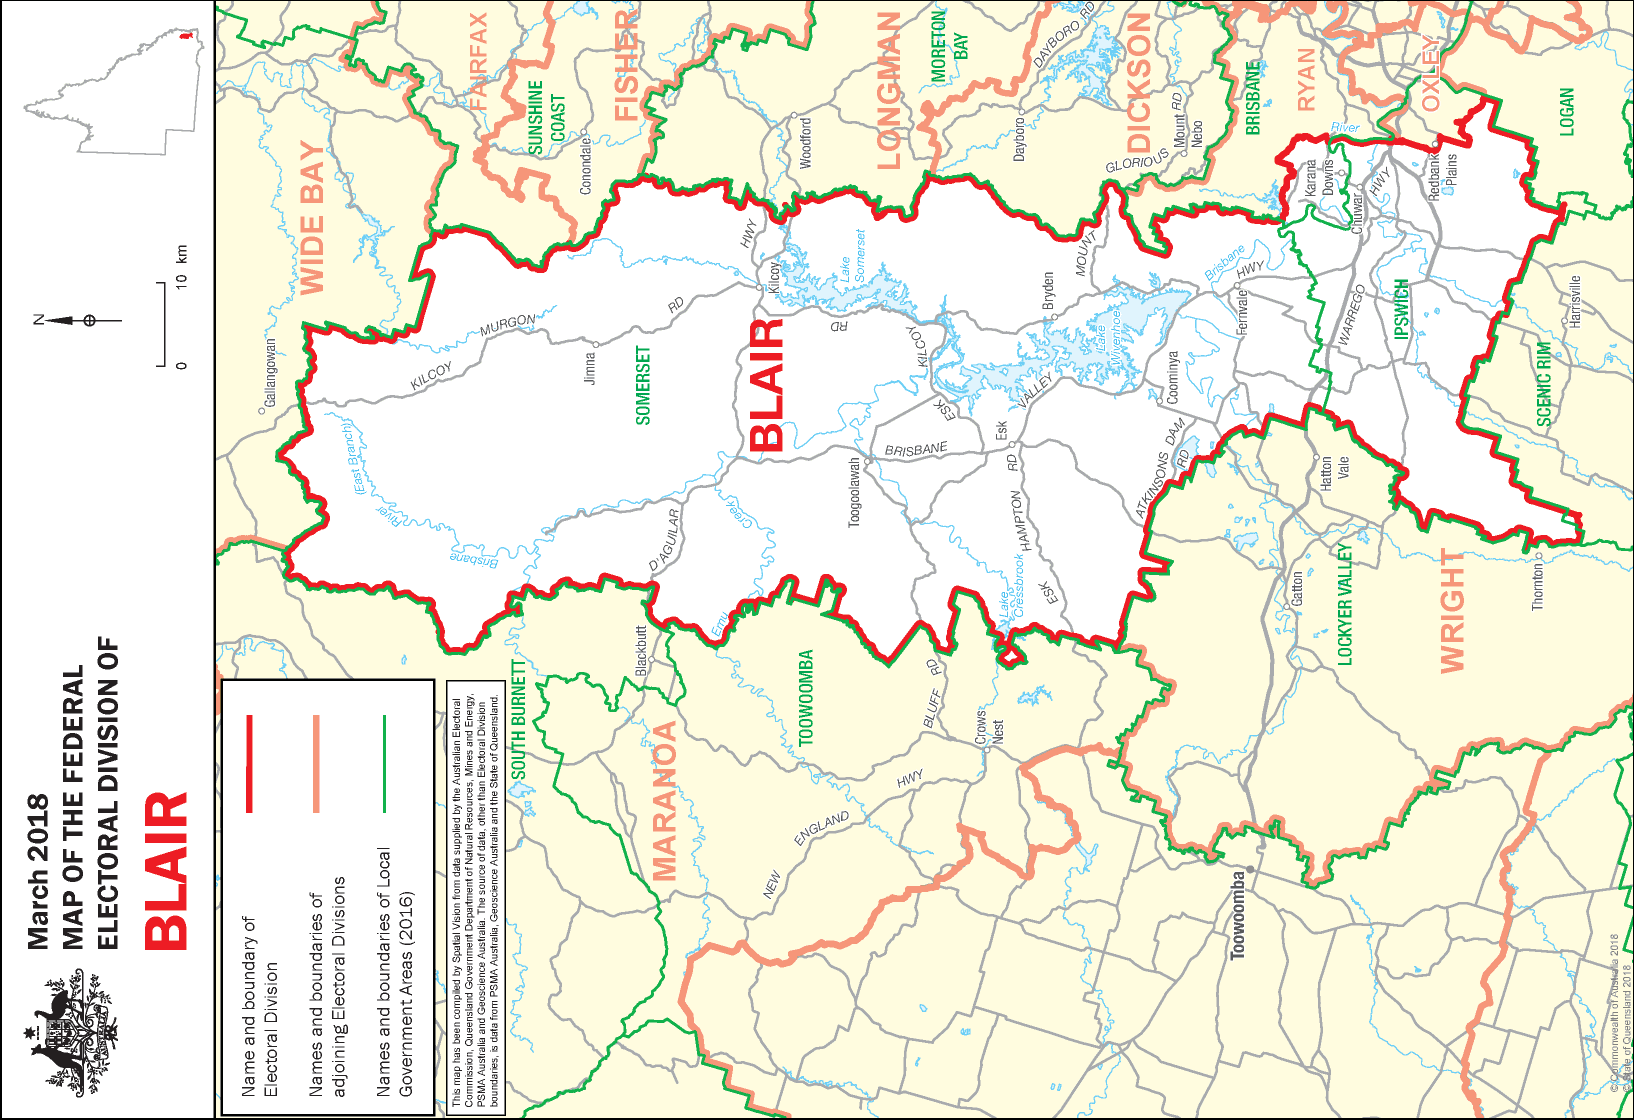 March 2018
MAP OF THE FEDERAL
ELECTORAL DIVISION OF
BLAIR
N
0
10 km
Name and boundary of
Electoral Division
Names and boundaries of
adjoining Electoral Divisions
Names and boundaries of Local
Government Areas (2016)
This map has been compiled by Spatial Vision from data supplied by the Australian Electoral
Commission, Queensland Government Department of Natural Resources, Mines and Energy,
PSMA Australia and Geoscience Australia. The source of data, other than Electoral Division
boundaries, is data from PSMA Australia, Geoscience Australia and the State of Queensland.
WIDE BAY
FAIRFAX
SUNSHINE
COAST
FISHER
Conondale
Woodford
LONGMAN
MORETON
BAY
DAYBORO RD
Dayboro
DICKSON
Mount
Nebo
RD
GLORIOUS
MOUNT
BRISBANE
RYAN
OXLEY
LOGAN
River
Karana
Downs
Chuwar
HWY
Redbank
Plains
Gallangowan
KILCOY
MURGON
RD
Jimna
SOMERSET
BLAIR
HWY
Kilcoy
Lake
Somerset
RD
KILCOY
Bryden
Lake
Wivenhoe
Brisbane
HWY
Fernvale
WARREGO
IPSWICH
Harrisville
SCENIC RIM
Coominya
VALLEY
ESK
Esk
BRISBANE
RD
HAMPTON
ESK
ATKINSONS DAM
RD
Toogoolawah
(East Branch)
River
Brisbane
D'AGUILAR
Creek
Emu
Lake
Cressbrook
Hatton
Vale
Gatton
LOCKYER VALLEY
WRIGHT
Thornton
Blackbutt
SOUTH BURNETT
MARANOA
TOOWOOMBA
BLUFF
RD
Crows
Nest
NEW
ENGLAND
HWY
Toowoomba
© Commonwealth of Australia 2018
© State of Queensland 2018